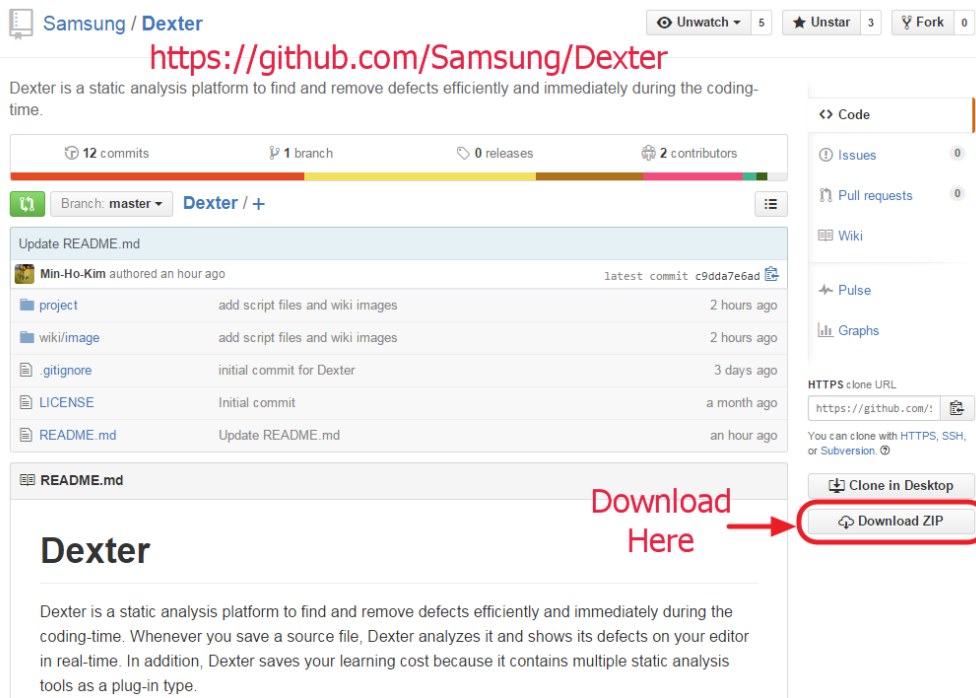 Samsung / Dexter
Unwatch 5 Unstar 3 Fork 0
https://github.com/Samsung/Dexter
Dexter is a static analysis platform to find and remove defects efficiently and immediately during the coding-
time.
12 commits 1 branch 0 releases 2 contributors
Branch: master Dexter / +
Update README.md
Min-Ho-Kim authored an hour ago latest commit c9dda7e6ad
project add script files and wiki images 2 hours ago
wiki/image add script files and wiki images 2 hours ago
.gitignore initial commit for Dexter 3 days ago
LICENSE Initial commit a month ago
README.md Update README.md an hour ago
README.md
Dexter
Dexter is a static analysis platform to find and remove defects efficiently and immediately during the
coding-time. Whenever you save a source file, Dexter analyzes it and shows its defects on your editor
in real-time. In addition, Dexter saves your learning cost because it contains multiple static analysis
tools as a plug-in type.
Code
Issues 0
Pull requests 0
Wiki
Pulse
Graphs
HTTPS clone URL
https://github.com/
You can clone with HTTPS, SSH,
or Subversion.
Clone in Desktop
Download ZIP
Download
Here